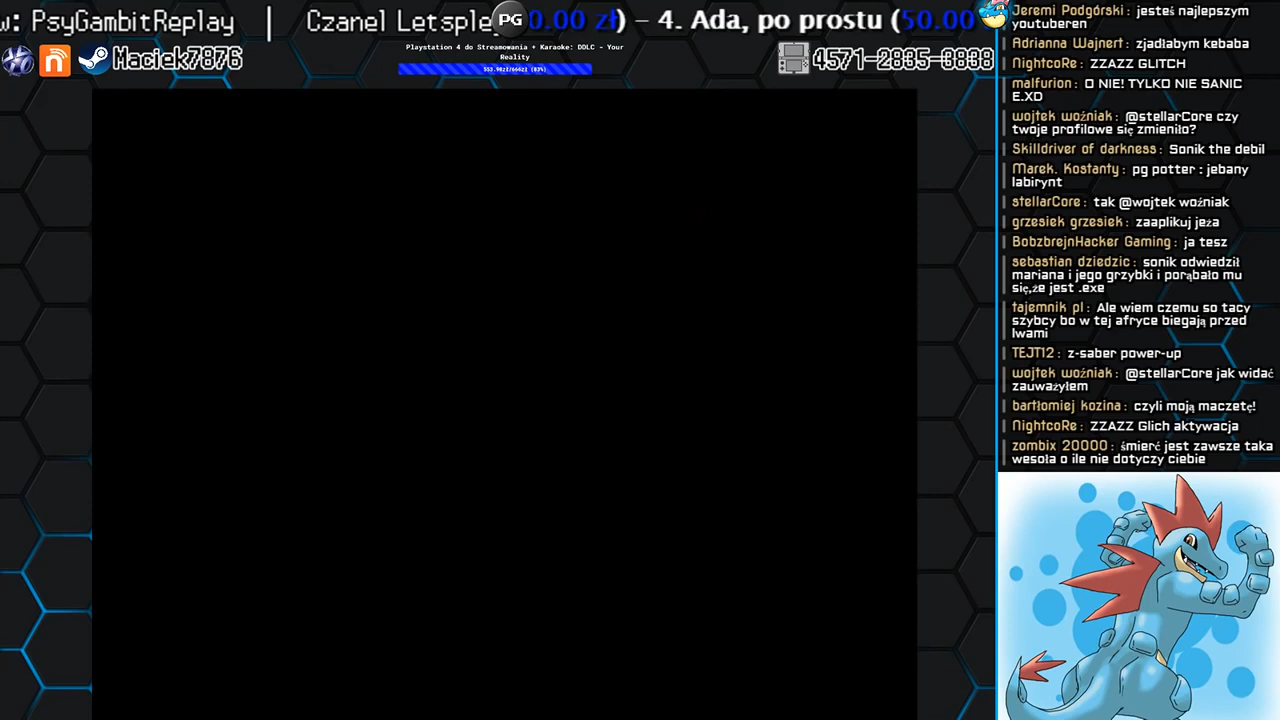 w: PsyGambitReplay | Czanel Letsple
PG
0.00 zł) – 4. Ada, po prostu (50.00
Maciek7876
Playstation 4 do Streamowania + Karaoke: DDLC - Your
Reality
4571-2835-3838
Jeremi Podgórski: jesteś najlepszym
youtuberen
Adrianna Wajnert: zjadłabym kebaba
NightcoRe: ZZAZZ GLITCH
malfurion: O NIE! TYLKO NIE SANIC
E.XD
wojtek woźniak: @stellarCore czy
twoje profilowe się zmieniło?
Skilldriver of darkness: Sonik the debil
Marek. Kostanty: pg potter : jebany
labirynt
stellarCore: tak @wojtek woźniak
grzesiek grzesiek: zaaplikuj jeża
BobzbrejnHacker Gaming: ja tesz
sebastian dziedzic: sonik odwiedził
mariana i jego grzybki i porąbało mu
się,że jest .exe
tajemnik pl: Ale wiem czemu so tacy
szybcy bo w tej afryce biegają przed
lwami
TEJT12: z-saber power-up
wojtek woźniak: @stellarCore jak widać
zauważyłem
bartłomiej kozina: czyli moją maczetę!
NightcoRe: ZZAZZ Glich aktywacja
zombix 20000: śmierć jest zawsze taka
wesoła o ile nie dotyczy ciebie